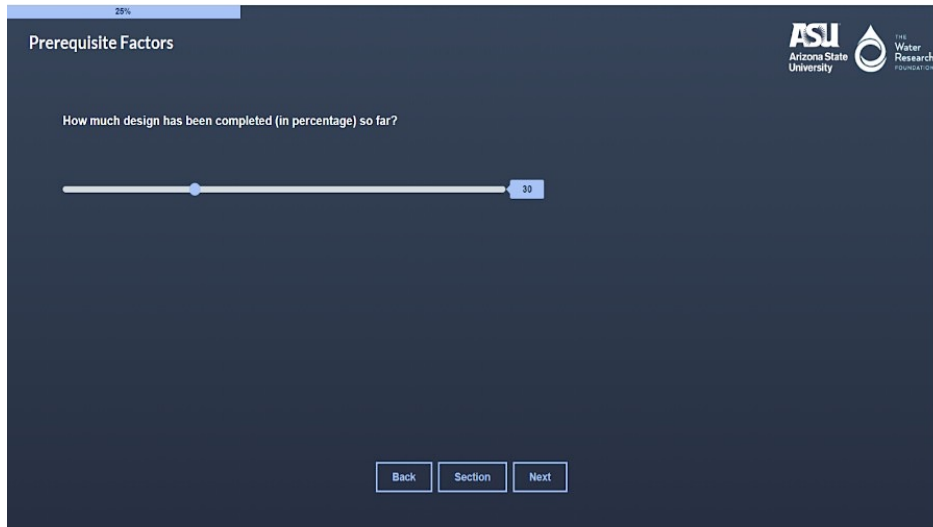 25%
Prerequisite Factors
ASU
Arizona State
University
THE
Water
Research
FOUNDATION
How much design has been completed (in percentage) so far?
30
Back
Section
Next